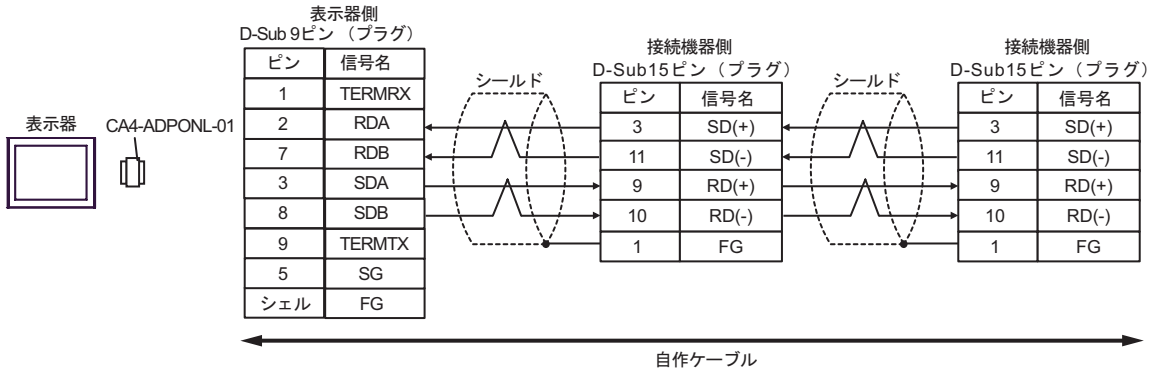 表示器
CA4-ADPONL-01
表示器側
D-Sub 9ピン（プラグ）
ピン 信号名
1 TERMRX
2 RDA
7 RDB
3 SDA
8 SDB
9 TERMTX
5 SG
シェル FG
シールド
接続機器側
D-Sub15ピン（プラグ）
ピン 信号名
3 SD(+)
11 SD(-)
9 RD(+)
10 RD(-)
1 FG
シールド
接続機器側
D-Sub15ピン（プラグ）
ピン 信号名
3 SD(+)
11 SD(-)
9 RD(+)
10 RD(-)
1 FG
自作ケーブル